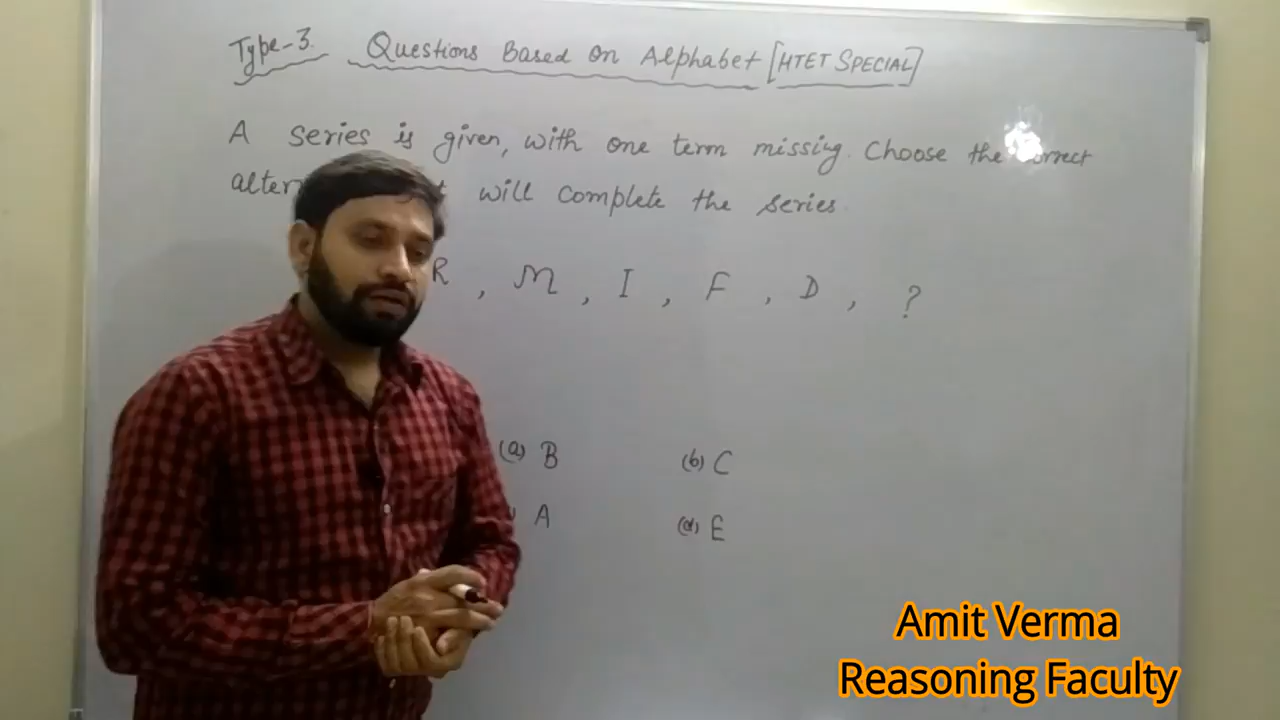 Type-3. Questions Based on Alphabet [HTET SPECIAL]
A series is given, with one term missing. Choose the correct
will complete the series.
R , M , I , F , D , ?
(a) B (b) C
A (d) E
Amit Verma
Reasoning Faculty